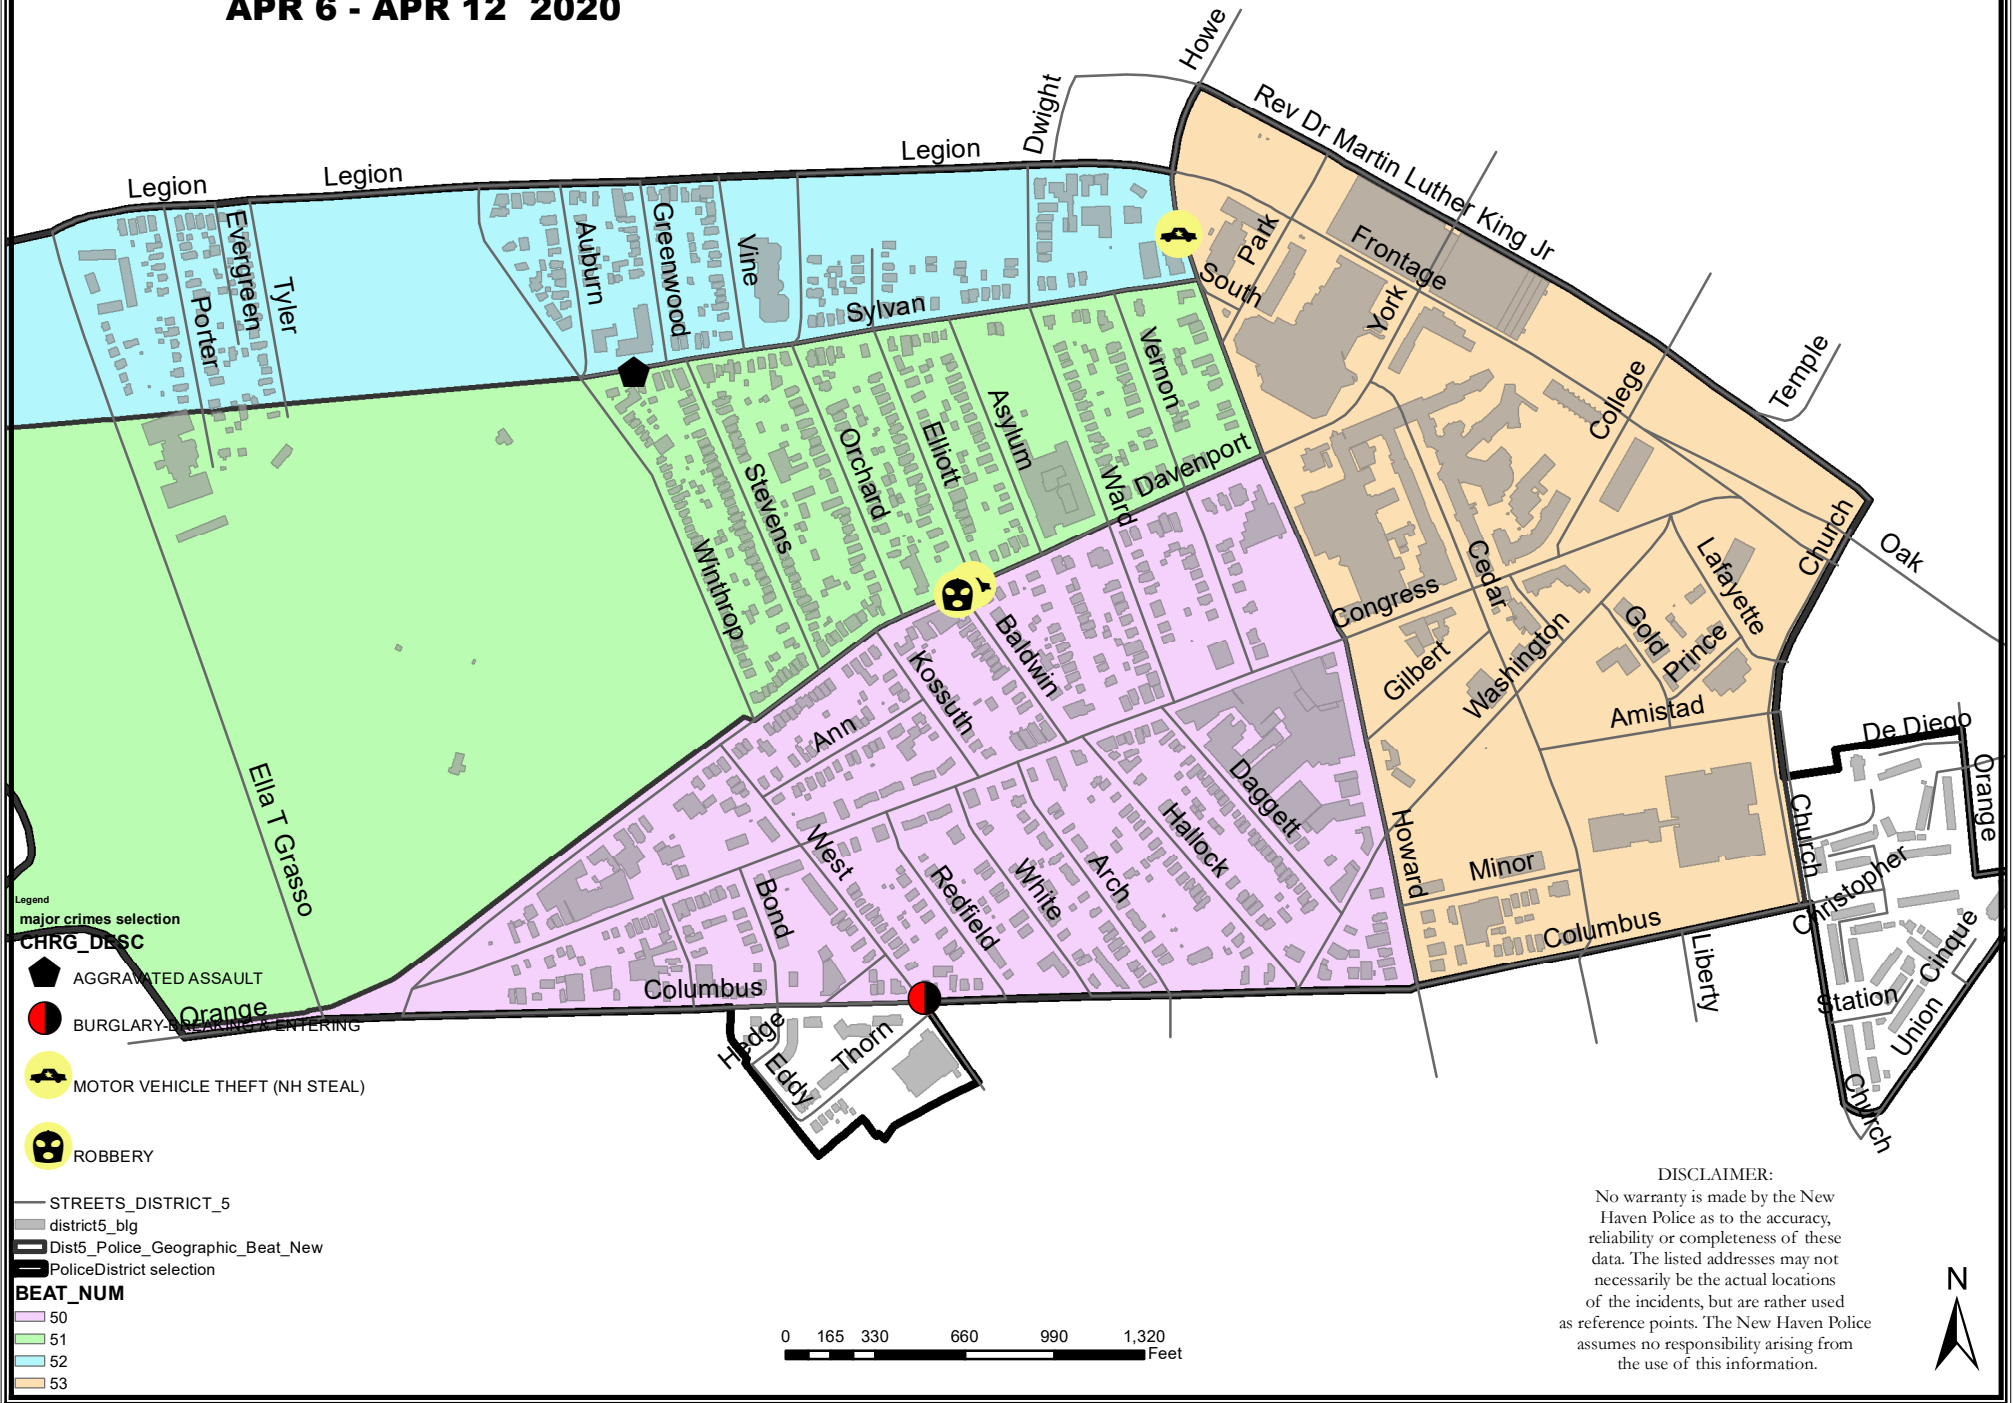 APR 6 - APR 12 2020
Howe
Rev Dr Martin Luther King Jr
Dwight
Legion
Legion
Legion
Evergreen
Porter
Tyler
Auburn
Greenwood
Vine
Sylvan
South
Park
Frontage
York
College
Temple
Vernon
Asylum
Elliott
Orchard
Stevens
Winthrop
Ward
Davenport
Church
Oak
Cedar
Congress
Lafayette
Gold
Prince
Washington
Gilbert
Amistad
Baldwin
Kossuth
Ann
Ella T Grasso
De Diego
Orange
Daggett
Hallock
Howard
Arch
White
Redfield
West
Bond
Minor
Columbus
Church
Christopher
Cinque
Liberty
Station
Union
Church
Columbus
Orange
Hedge
Eddy
Thorn
Legend
major crimes selection
CHRG_DESC
AGGRAVATED ASSAULT
BURGLARY-BREAKING & ENTERING
MOTOR VEHICLE THEFT (NH STEAL)
ROBBERY
STREETS_DISTRICT_5
district5_blg
Dist5_Police_Geographic_Beat_New
PoliceDistrict selection
BEAT_NUM
50
51
52
53
0 165 330 660 990 1,320
Feet
DISCLAIMER:
No warranty is made by the New
Haven Police as to the accuracy,
reliability or completeness of these
data. The listed addresses may not
necessarily be the actual locations
of the incidents, but are rather used
as reference points. The New Haven Police
assumes no responsibility arising from
the use of this information.
N